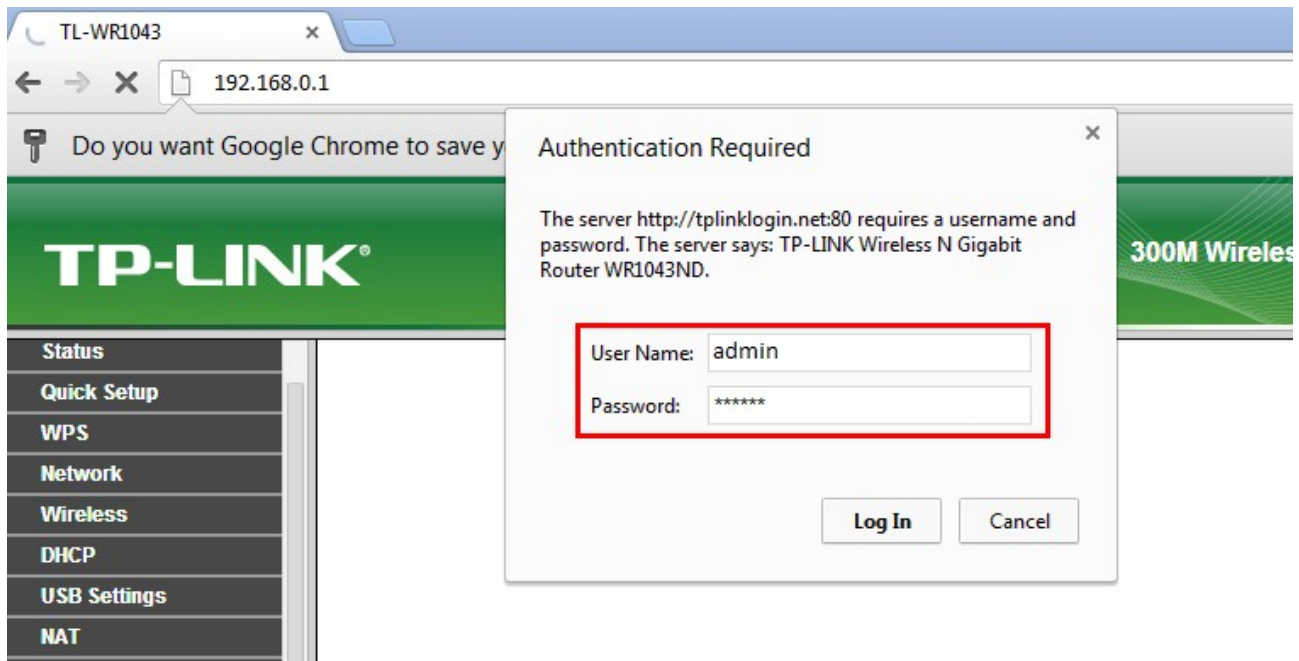 TL-WR1043
192.168.0.1
Do you want Google Chrome to save y
Authentication Required
The server http://tplinklogin.net:80 requires a username and
password. The server says: TP-LINK Wireless N Gigabit
Router WR1043ND.
User Name: admin
Password: ******
Log In Cancel
TP-LINK®
300M Wireles
Status
Quick Setup
WPS
Network
Wireless
DHCP
USB Settings
NAT